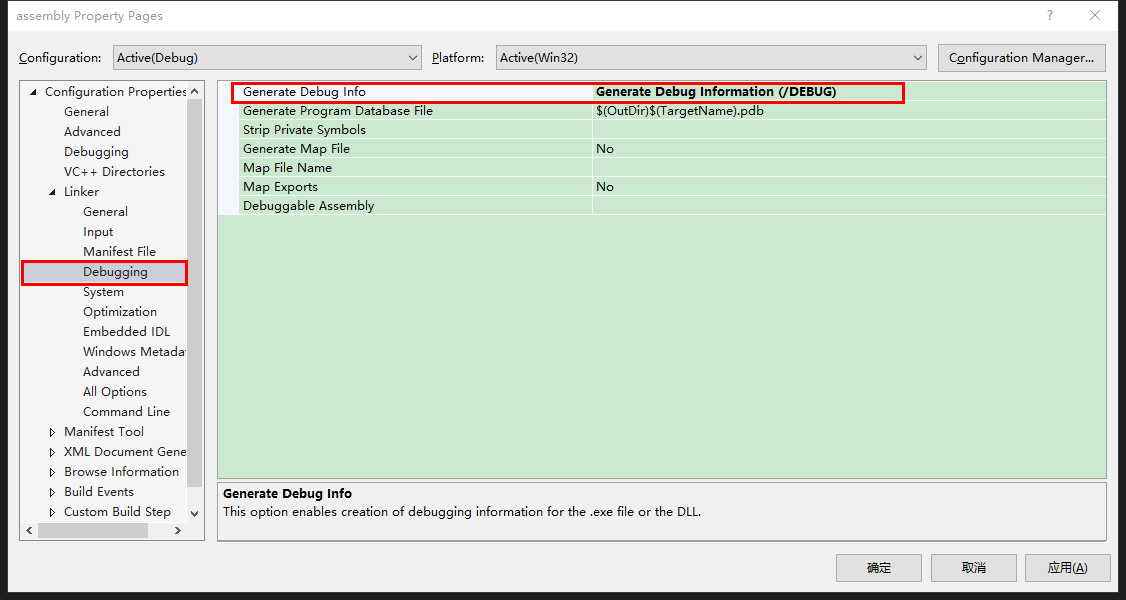 assembly Property Pages
?
Configuration: Active(Debug) Platform: Active(Win32) Configuration Manager...
Configuration Properties
General
Advanced
Debugging
VC++ Directories
Linker
General
Input
Manifest File
Debugging
System
Optimization
Embedded IDL
Windows Metada
Advanced
All Options
Command Line
Manifest Tool
XML Document Gene
Browse Information
Build Events
Custom Build Step
Generate Debug Info Generate Debug Information (/DEBUG)
Generate Program Database File $(OutDir)$(TargetName).pdb
Strip Private Symbols
Generate Map File No
Map File Name
Map Exports No
Debuggable Assembly
Generate Debug Info
This option enables creation of debugging information for the .exe file or the DLL.
确定 取消 应用(A)